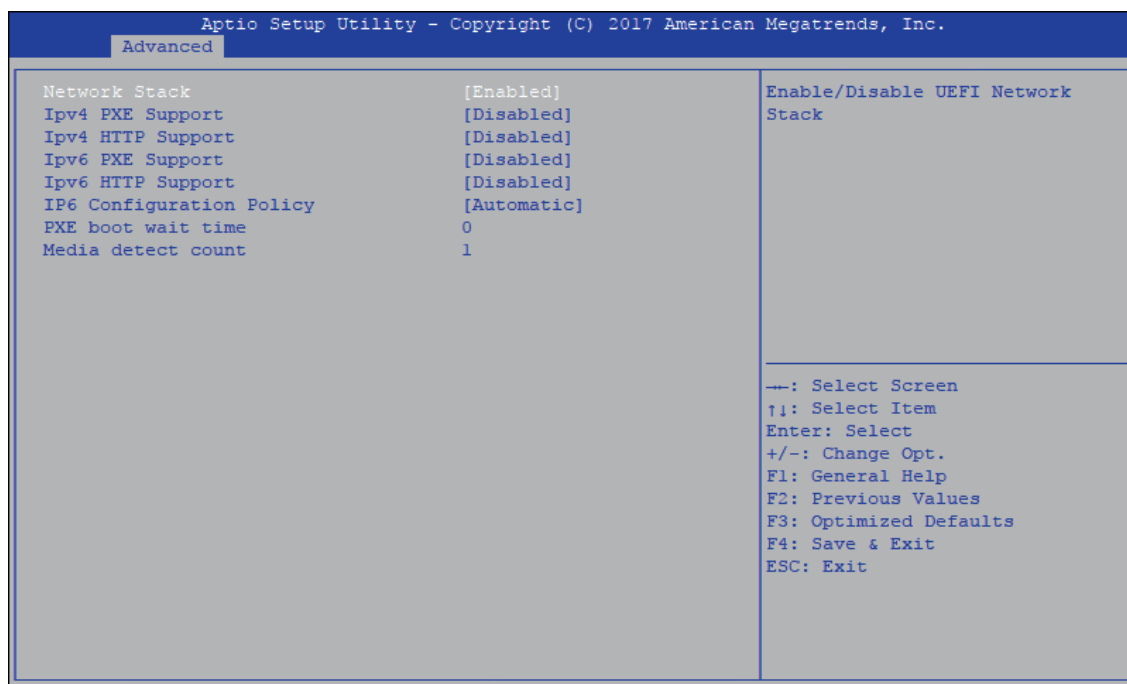 Aptio Setup Utility - Copyright (C) 2017 American Megatrends, Inc.
Advanced
Network Stack [Enabled]
Ipv4 PXE Support [Disabled]
Ipv4 HTTP Support [Disabled]
Ipv6 PXE Support [Disabled]
Ipv6 HTTP Support [Disabled]
IP6 Configuration Policy [Automatic]
PXE boot wait time 0
Media detect count 1
Enable/Disable UEFI Network
Stack
→←: Select Screen
↑↓: Select Item
Enter: Select
+/-: Change Opt.
F1: General Help
F2: Previous Values
F3: Optimized Defaults
F4: Save & Exit
ESC: Exit